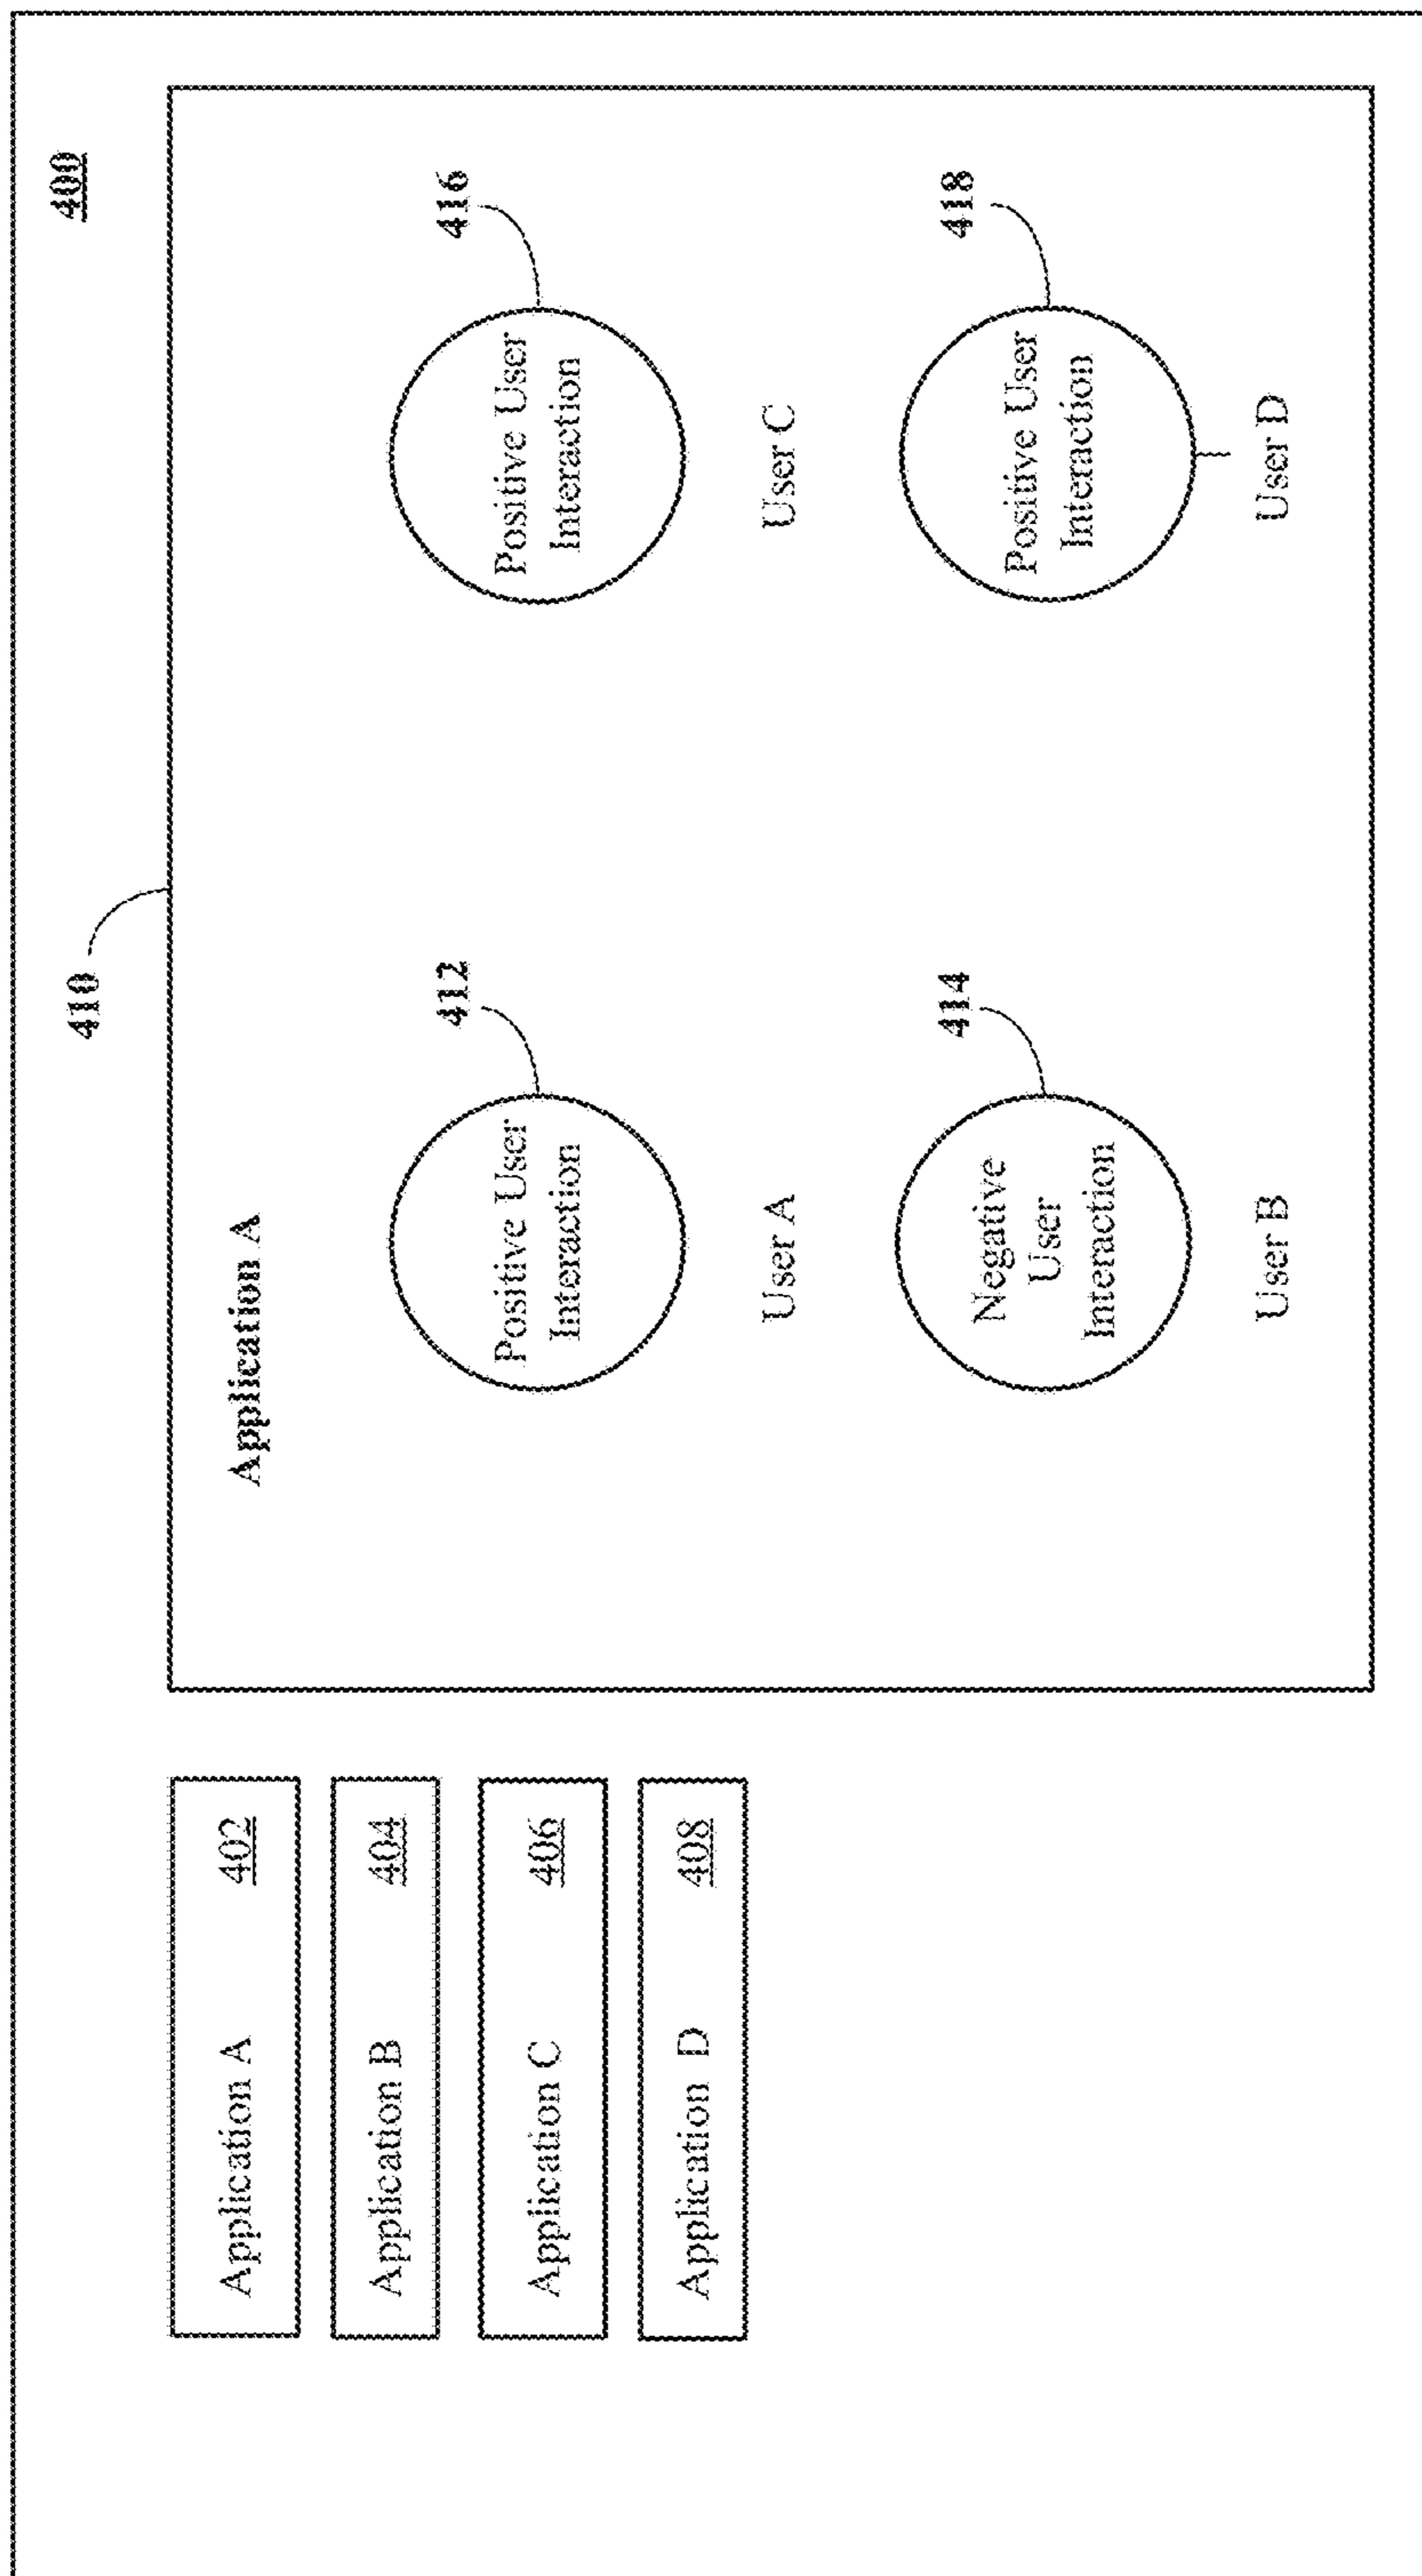 400
410
Application A
402
Application B
404
Application C
406
Application D
408
Application A
412
Positive User
Interaction
User A
416
Positive User
Interaction
User C
414
Negative
User
Interaction
User B
418
Positive User
Interaction
User D